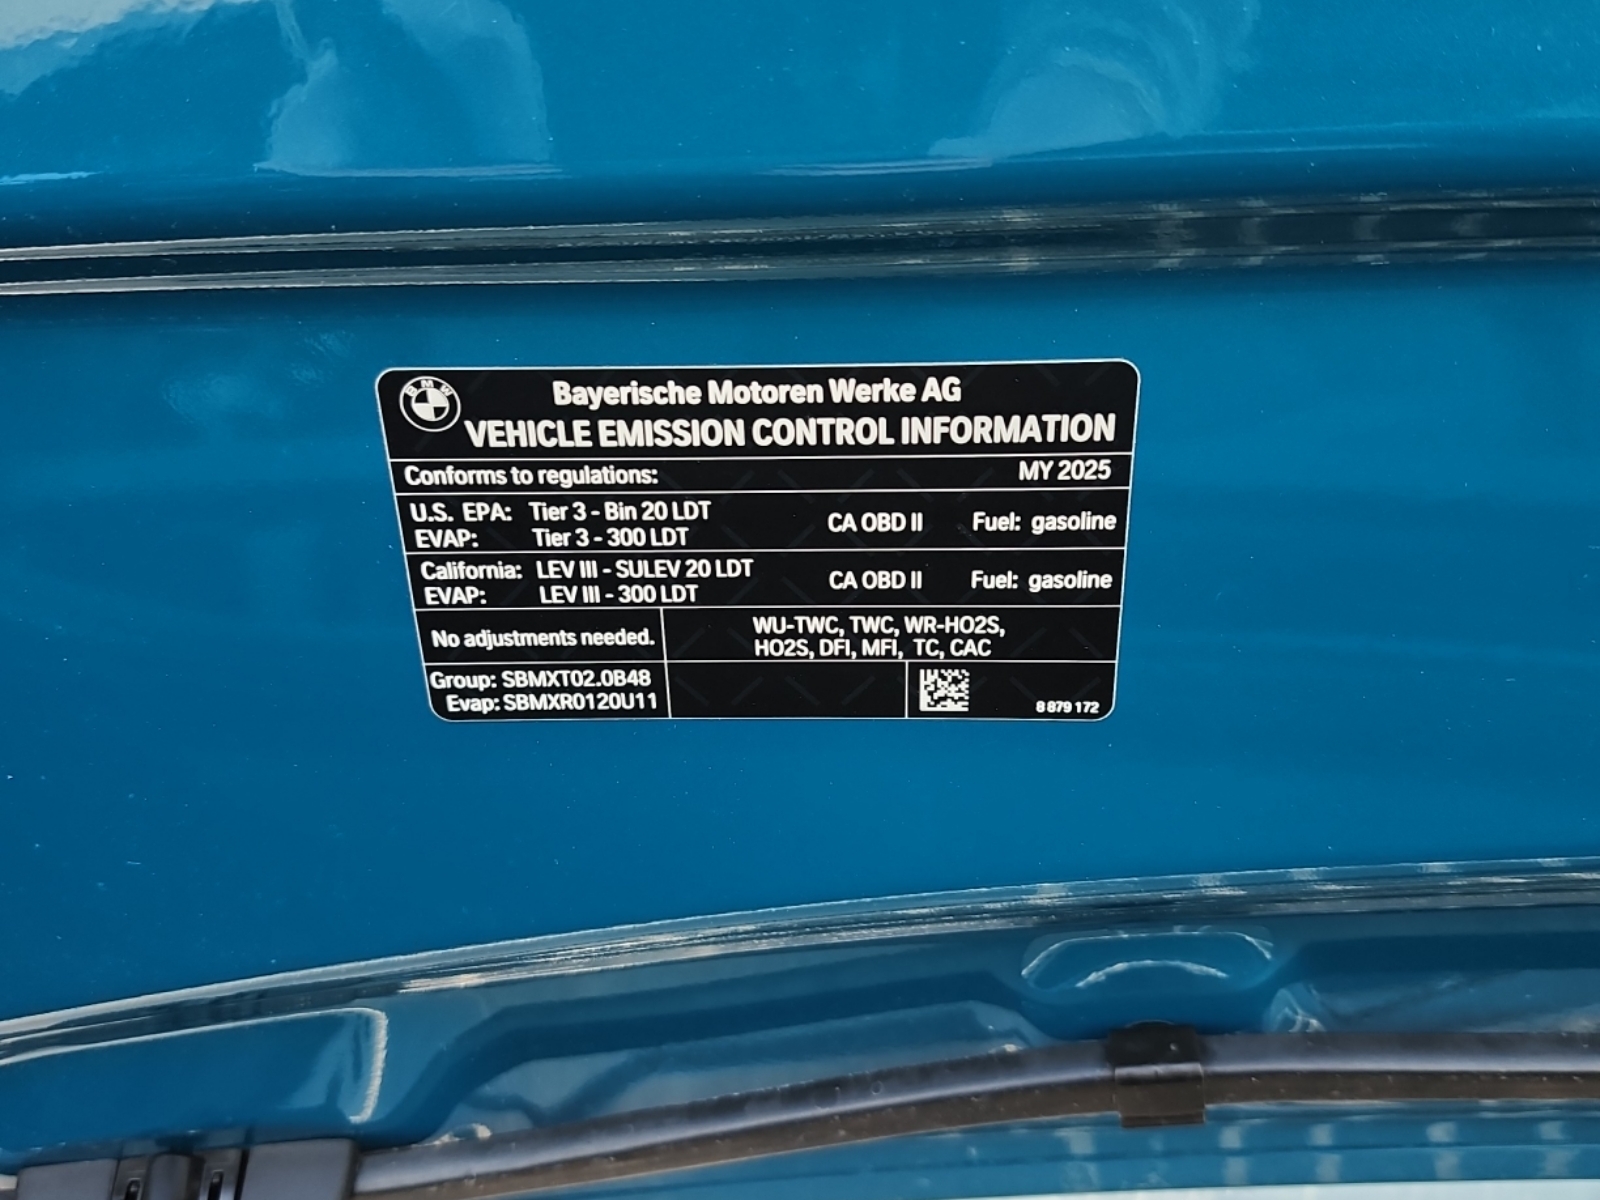 BMW
Bayerische Motoren Werke AG
VEHICLE EMISSION CONTROL INFORMATION
Conforms to regulations: MY 2025
U.S. EPA: Tier 3 - Bin 20 LDT CA OBD II Fuel: gasoline
EVAP: Tier 3 - 300 LDT
California: LEV III - SULEV 20 LDT CA OBD II Fuel: gasoline
EVAP: LEV III - 300 LDT
No adjustments needed.
WU-TWC, TWC, WR-HO2S,
HO2S, DFI, MFI, TC, CAC
Group: SBMXT02.0B48
Evap: SBMXR0120U11
8 879 172